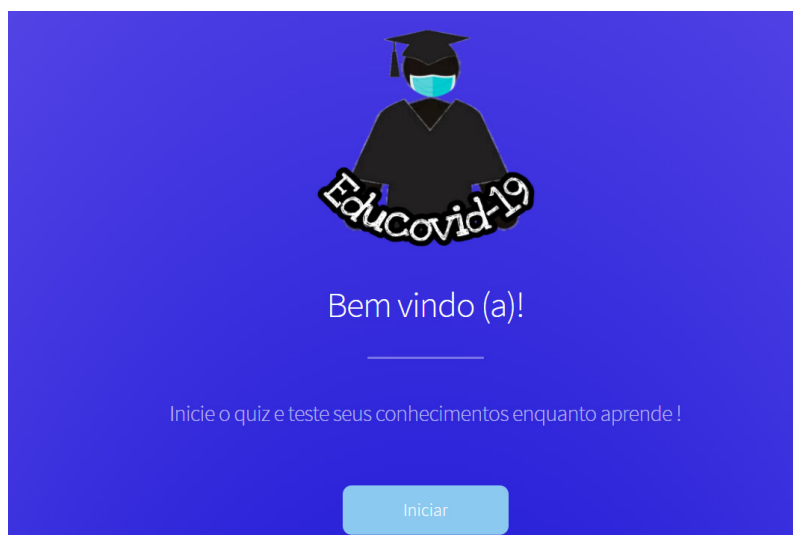 Educovid-19
Bem vindo (a)!
Inicie o quiz e teste seus conhecimentos enquanto aprende !
Iniciar